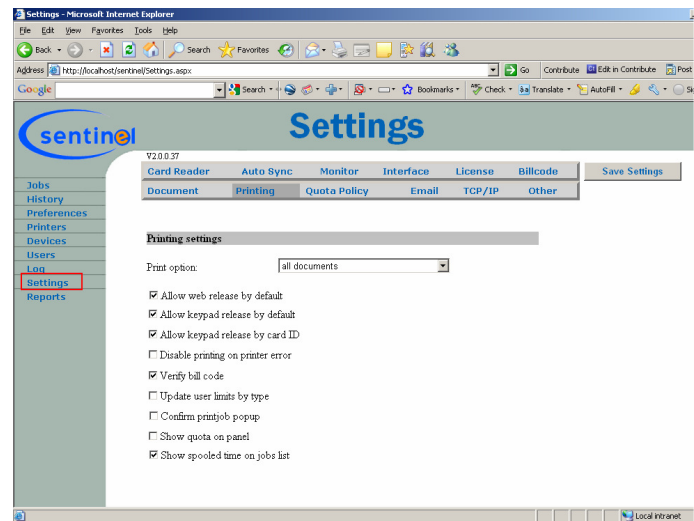 Settings - Microsoft Internet Explorer
File Edit View Favorites Tools Help
Back Search Favorites
Address http://localhost/sentinel/Settings.aspx Go Contribute Edit in Contribute Post
Google Search Bookmarks Check Translate AutoFill
sentinel
Settings
V2.0.0.37
Card Reader Auto Sync Monitor Interface License Billcode Save Settings
Document Printing Quota Policy Email TCP/IP Other
Jobs
History
Preferences
Printers
Devices
Users
Log
Settings
Reports
Printing settings
Print option: all documents
Allow web release by default
Allow keypad release by default
Allow keypad release by card ID
Disable printing on printer error
Verify bill code
Update user limits by type
Confirm printjob popup
Show quota on panel
Show spooled time on jobs list
Local intranet